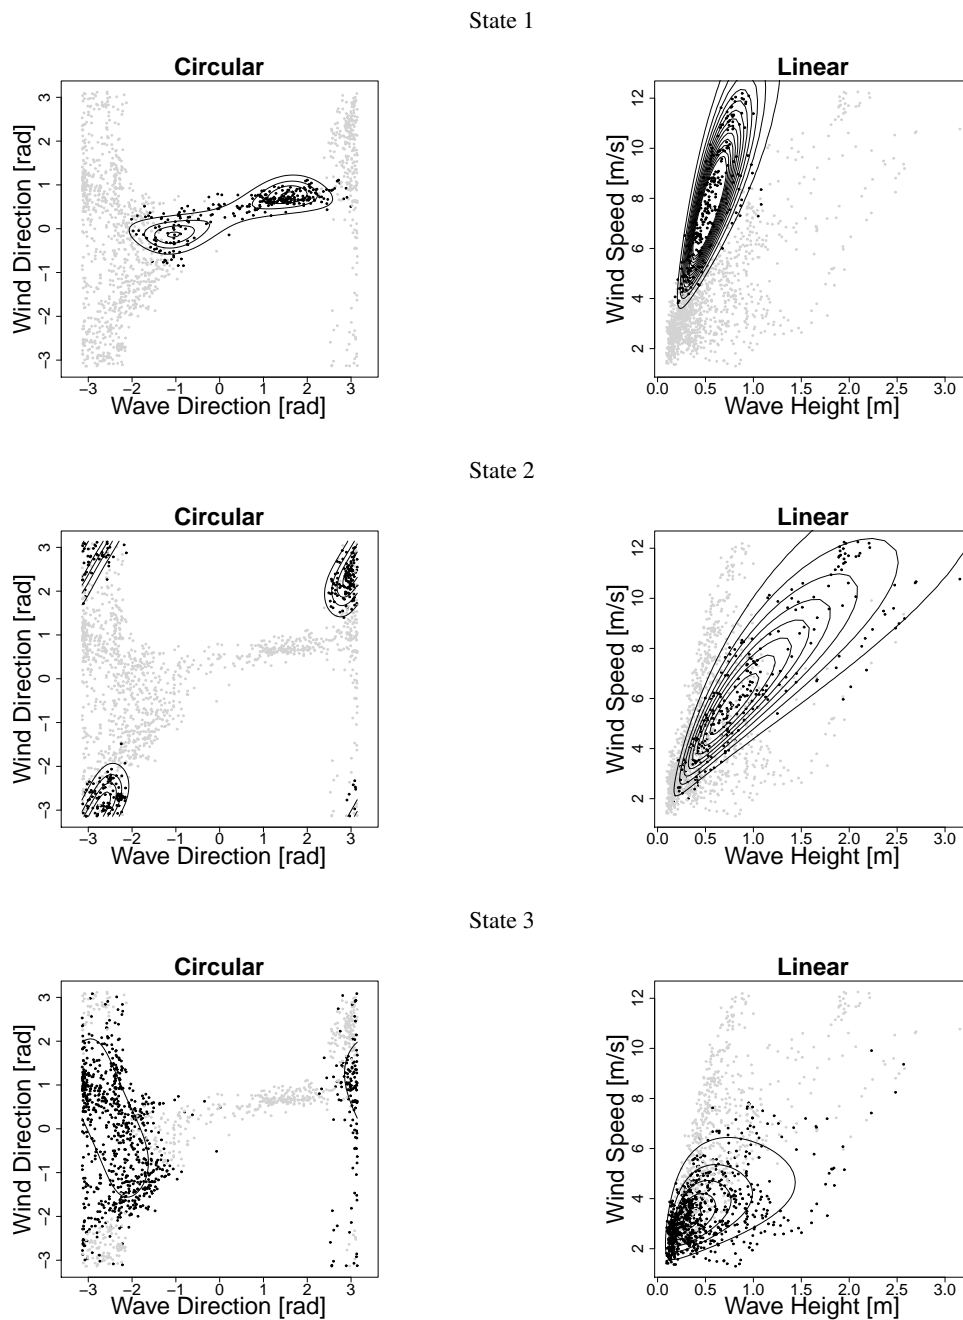 State 1
Circular
Wind Direction [rad]
3
2
1
0
−1
−2
−3
−3 −2 −1 0 1 2 3
Wave Direction [rad]
Linear
Wind Speed [m/s]
12
10
8
6
4
2
0.0 0.5 1.0 1.5 2.0 2.5 3.0
Wave Height [m]
State 2
Circular
Wind Direction [rad]
3
2
1
0
−1
−2
−3
−3 −2 −1 0 1 2 3
Wave Direction [rad]
Linear
Wind Speed [m/s]
12
10
8
6
4
2
0.0 0.5 1.0 1.5 2.0 2.5 3.0
Wave Height [m]
State 3
Circular
Wind Direction [rad]
3
2
1
0
−1
−2
−3
−3 −2 −1 0 1 2 3
Wave Direction [rad]
Linear
Wind Speed [m/s]
12
10
8
6
4
2
0.0 0.5 1.0 1.5 2.0 2.5 3.0
Wave Height [m]